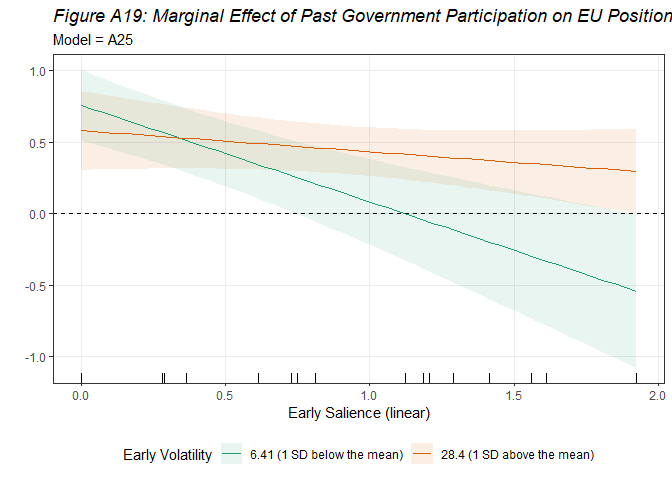 Figure A19: Marginal Effect of Past Government Participation on EU Position
Model = A25
1.0
0.5
0.0
-0.5
-1.0
0.0 0.5 1.0 1.5 2.0
Early Salience (linear)
Early Volatility 6.41 (1 SD below the mean) 28.4 (1 SD above the mean)